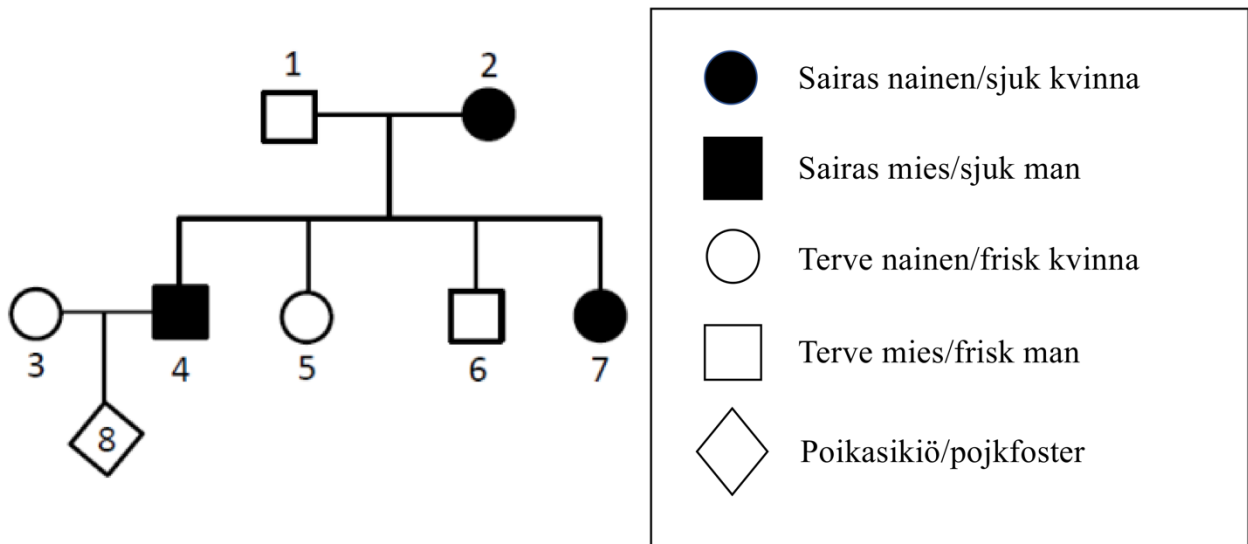 1
2
3
4
5
6
7
8
Sairas nainen/sjuk kvinna
Sairas mies/sjuk man
Terve nainen/frisk kvinna
Terve mies/frisk man
Poikasikiö/pojkfoster